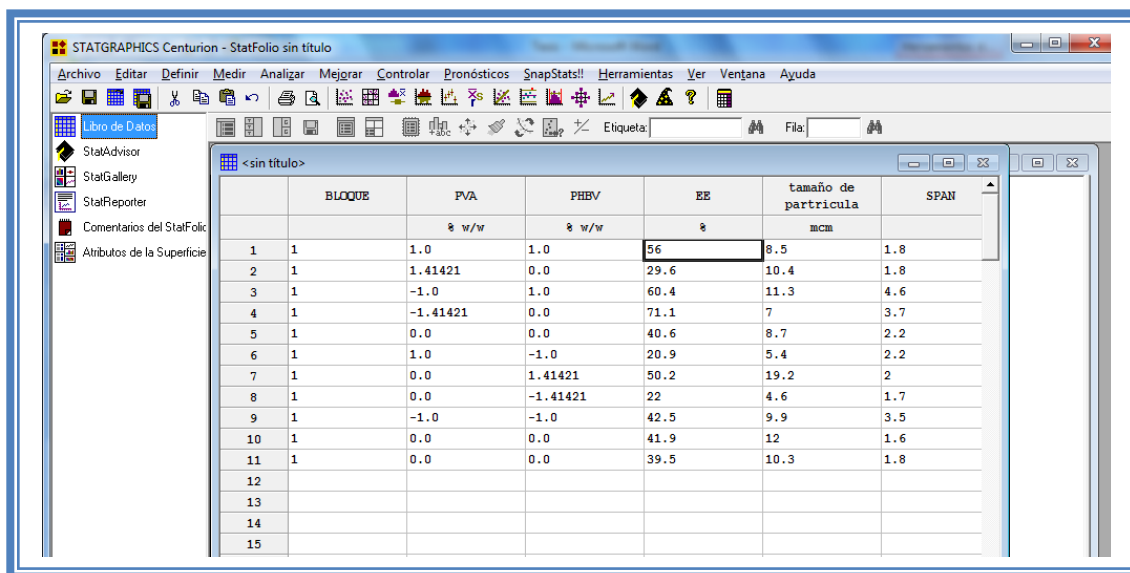 STATGRAPHICS Centurion - StatFolio sin título
Archivo Editar Definir Medir Analizar Mejorar Controlar Pronósticos SnapStats!! Herramientas Ver Ventana Ayuda
Etiqueta: Fila:
Libro de Datos
StatAdvisor
StatGallery
StatReporter
Comentarios del StatFolio
Atributos de la Superficie
<sin título>
BLOQUE PVA PHBV EE tamaño de partricula SPAN
% w/w % w/w % mcm
1 1 1.0 1.0 56 8.5 1.8
2 1 1.41421 0.0 29.6 10.4 1.8
3 1 -1.0 1.0 60.4 11.3 4.6
4 1 -1.41421 0.0 71.1 7 3.7
5 1 0.0 0.0 40.6 8.7 2.2
6 1 1.0 -1.0 20.9 5.4 2.2
7 1 0.0 1.41421 50.2 19.2 2
8 1 0.0 -1.41421 22 4.6 1.7
9 1 -1.0 -1.0 42.5 9.9 3.5
10 1 0.0 0.0 41.9 12 1.6
11 1 0.0 0.0 39.5 10.3 1.8
12
13
14
15